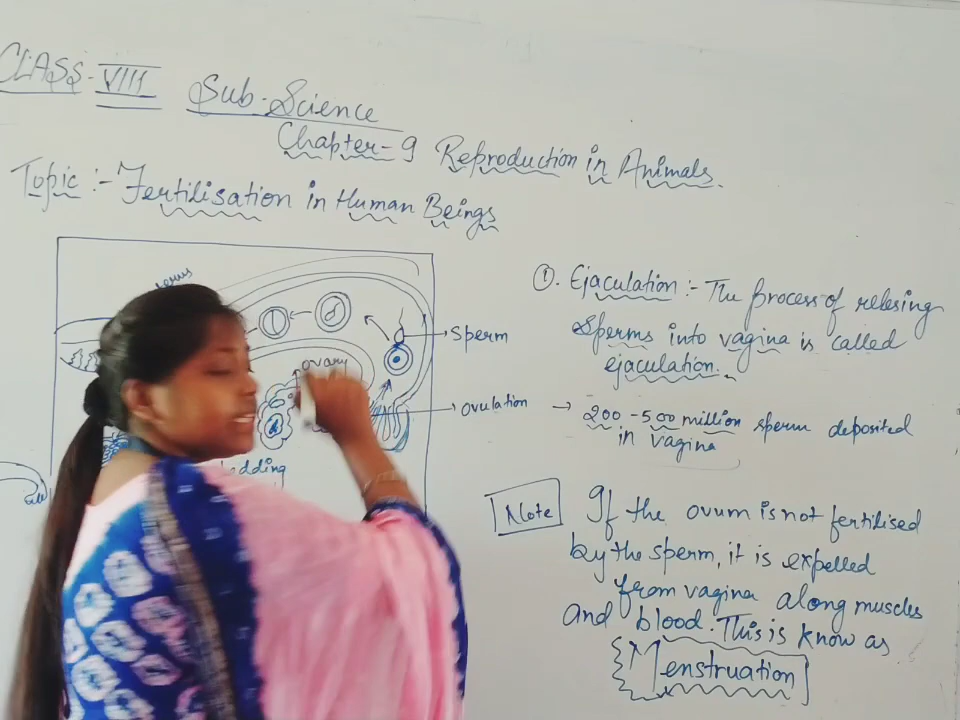 CLASS-VIII
Sub-Science
Chapter-9 Reproduction in Animals.
Topic :- Fertilisation in Human Beings
sperm
ovary
ovulation
①. Ejaculation :- The process of relesing
sperms into vagina is called
ejaculation.
→ 200-500 million sperm deposited
in vagina
Note
If the ovum is not fertilised
by the sperm, it is expelled
from vagina along muscles
and blood. This is know as
Menstruation